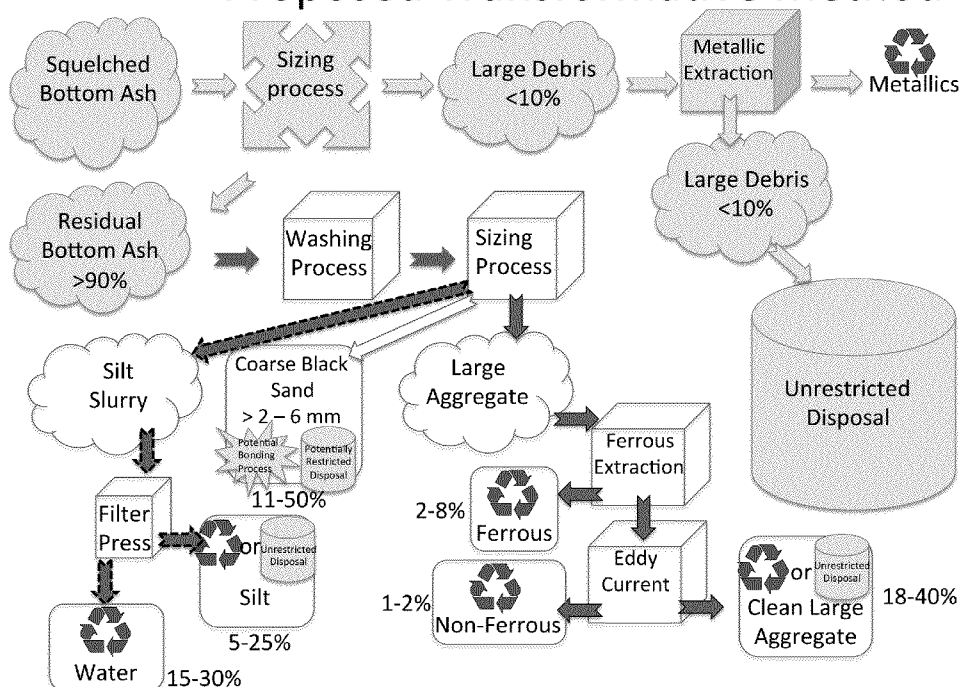 Proposed Transformative Method
Squelched
Bottom Ash
Sizing
process
Large Debris
<10%
Metallic
Extraction
Metallics
Large Debris
<10%
Residual
Bottom Ash
>90%
Washing
Process
Sizing
Process
Unrestricted
Disposal
Silt
Slurry
Coarse Black
Sand
> 2 – 6 mm
Potential
Bonding
Process
Potentially
Restricted
Disposal
11-50%
Large
Aggregate
Ferrous
Extraction
2-8%
Ferrous
Filter
Press
or
Unrestricted
Disposal
Silt
5-25%
Eddy
Current
1-2%
Non-Ferrous
or
Unrestricted
Disposal
Clean Large
Aggregate
18-40%
Water
15-30%